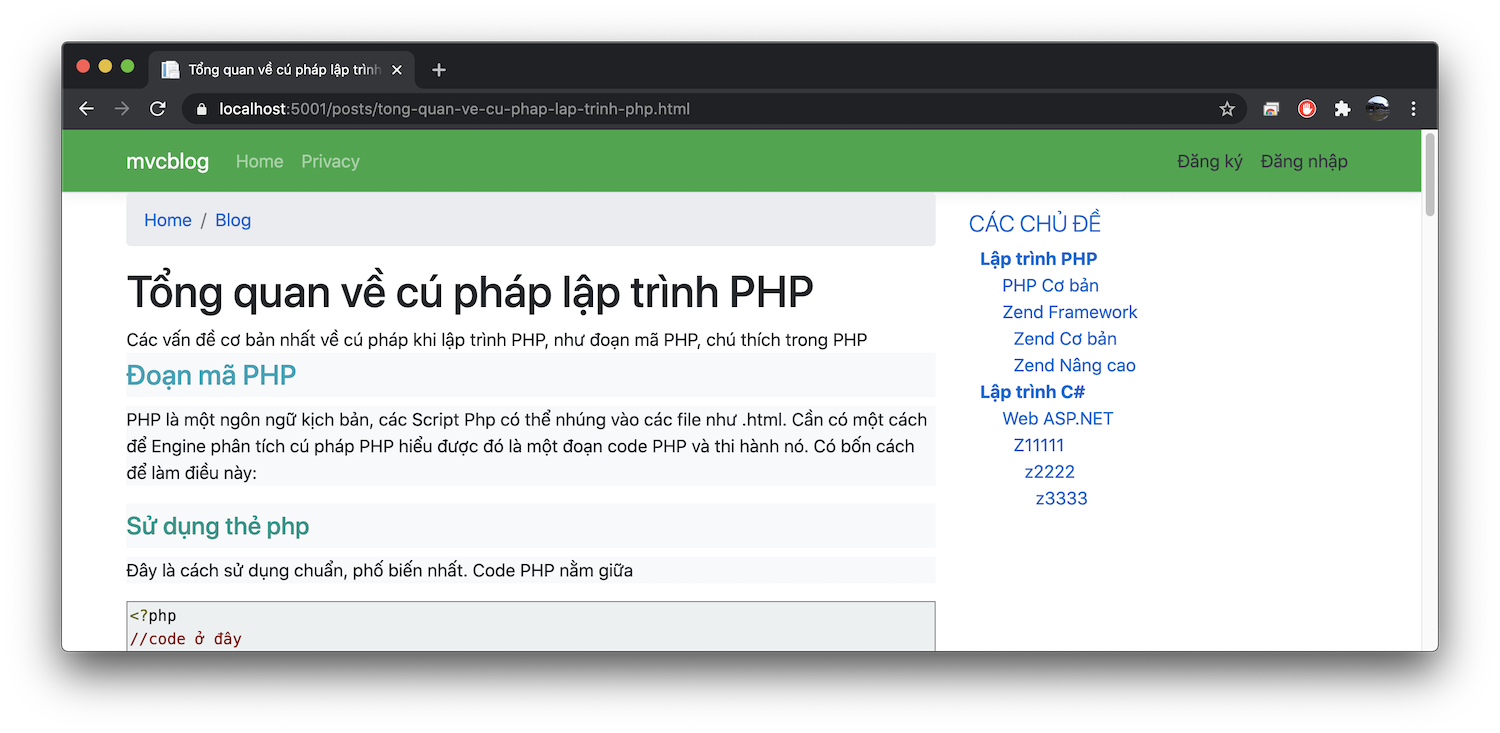 Tổng quan về cú pháp lập trình
localhost:5001/posts/tong-quan-ve-cu-phap-lap-trinh-php.html
mvcblog Home Privacy Đăng ký Đăng nhập
Home / Blog
Tổng quan về cú pháp lập trình PHP
Các vấn đề cơ bản nhất về cú pháp khi lập trình PHP, như đoạn mã PHP, chú thích trong PHP
Đoạn mã PHP
PHP là một ngôn ngữ kịch bản, các Script Php có thể nhúng vào các file như .html. Cần có một cách
để Engine phân tích cú pháp PHP hiểu được đó là một đoạn code PHP và thi hành nó. Có bốn cách
để làm điều này:
Sử dụng thẻ php
Đây là cách sử dụng chuẩn, phổ biến nhất. Code PHP nằm giữa
<?php
//code ở đây
CÁC CHỦ ĐỀ
Lập trình PHP
PHP Cơ bản
Zend Framework
Zend Cơ bản
Zend Nâng cao
Lập trình C#
Web ASP.NET
Z11111
z2222
z3333